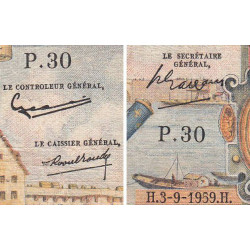 P.30
LE CONTROLEUR GÉNÉRAL,
LE CAISSIER GÉNÉRAL,
LE SECRÉTAIRE
GÉNÉRAL,
P.30
H.3-9-1959.H.